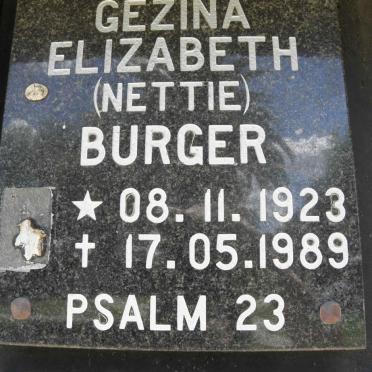 GEZINA
ELIZABETH
(NETTIE)
BURGER
★ 08.11.1923
† 17.05.1989
PSALM 23